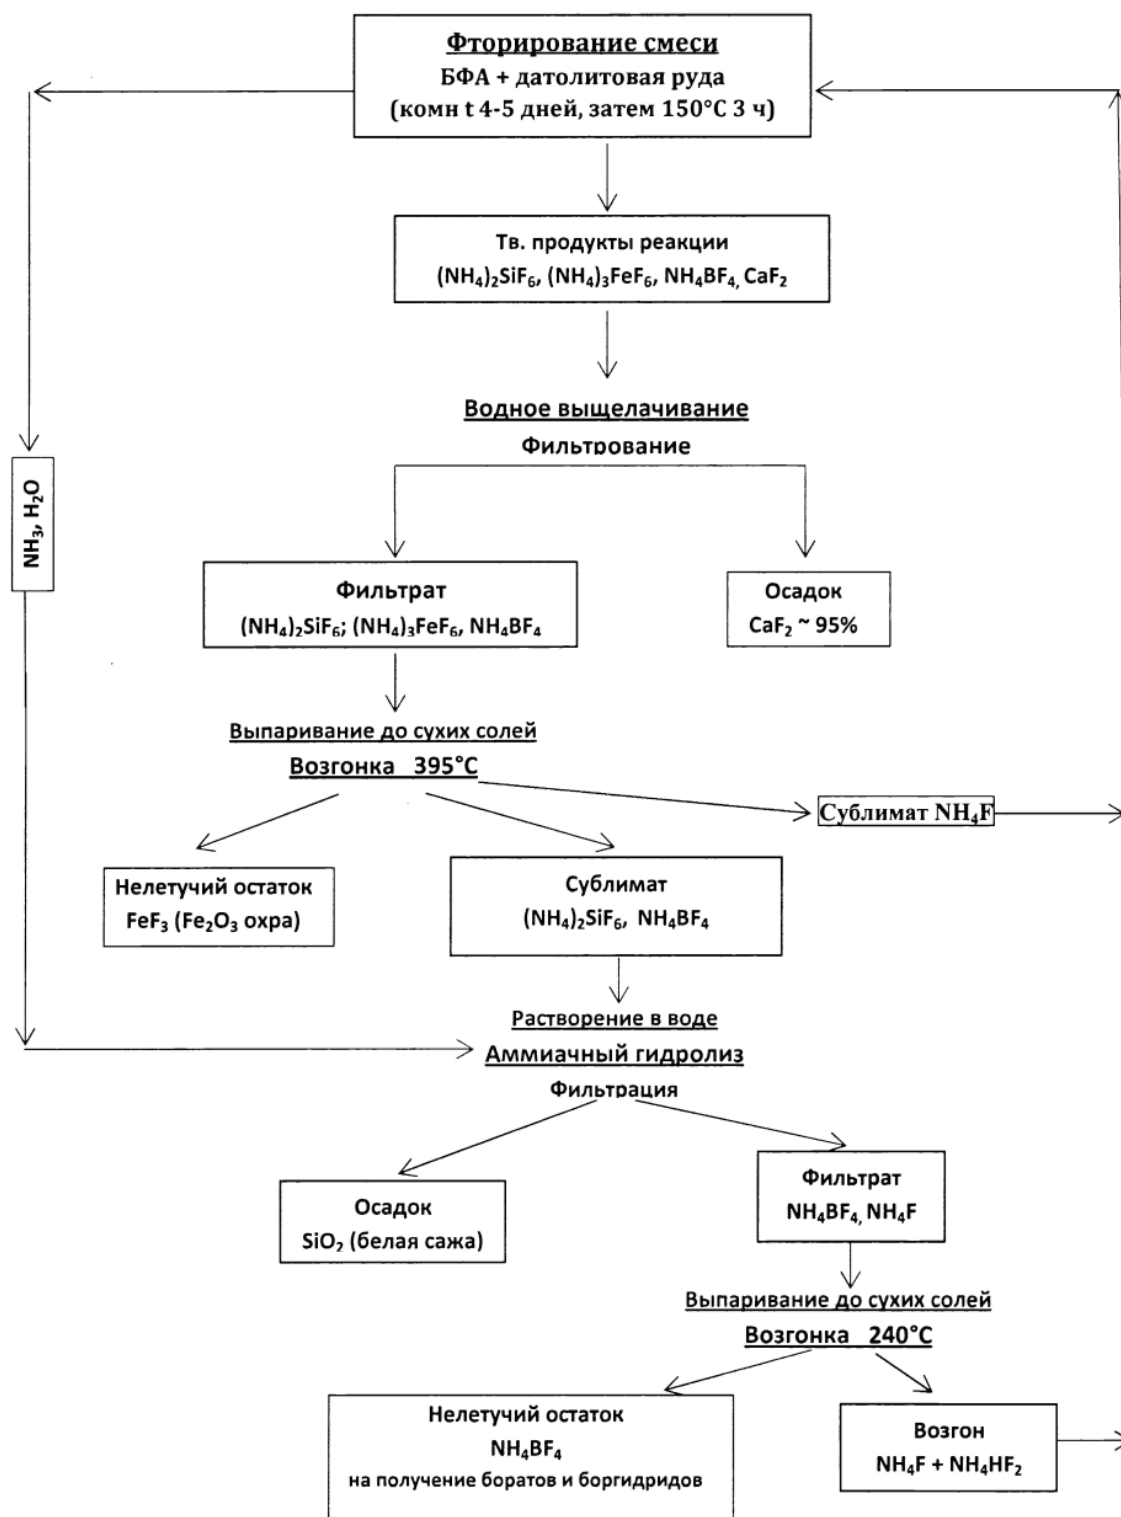 Фторирование смеси
БФА + датолитовая руда
(комн t 4-5 дней, затем 150°С 3 ч)
Тв. продукты реакции
(NH₄)₂SiF₆, (NH₄)₃FeF₆, NH₄BF₄, CaF₂
Водное выщелачивание
Фильтрование
NH₃, H₂O
Фильтрат
(NH₄)₂SiF₆; (NH₄)₃FeF₆, NH₄BF₄
Осадок
CaF₂ ~ 95%
Выпаривание до сухих солей
Возгонка 395°С
Сублимат NH₄F
Нелетучий остаток
FeF₃ (Fe₂O₃ охра)
Сублимат
(NH₄)₂SiF₆, NH₄BF₄
Растворение в воде
Аммиачный гидролиз
Фильтрация
Осадок
SiO₂ (белая сажа)
Фильтрат
NH₄BF₄, NH₄F
Выпаривание до сухих солей
Возгонка 240°С
Нелетучий остаток
NH₄BF₄
на получение боратов и боргидридов
Возгон
NH₄F + NH₄HF₂